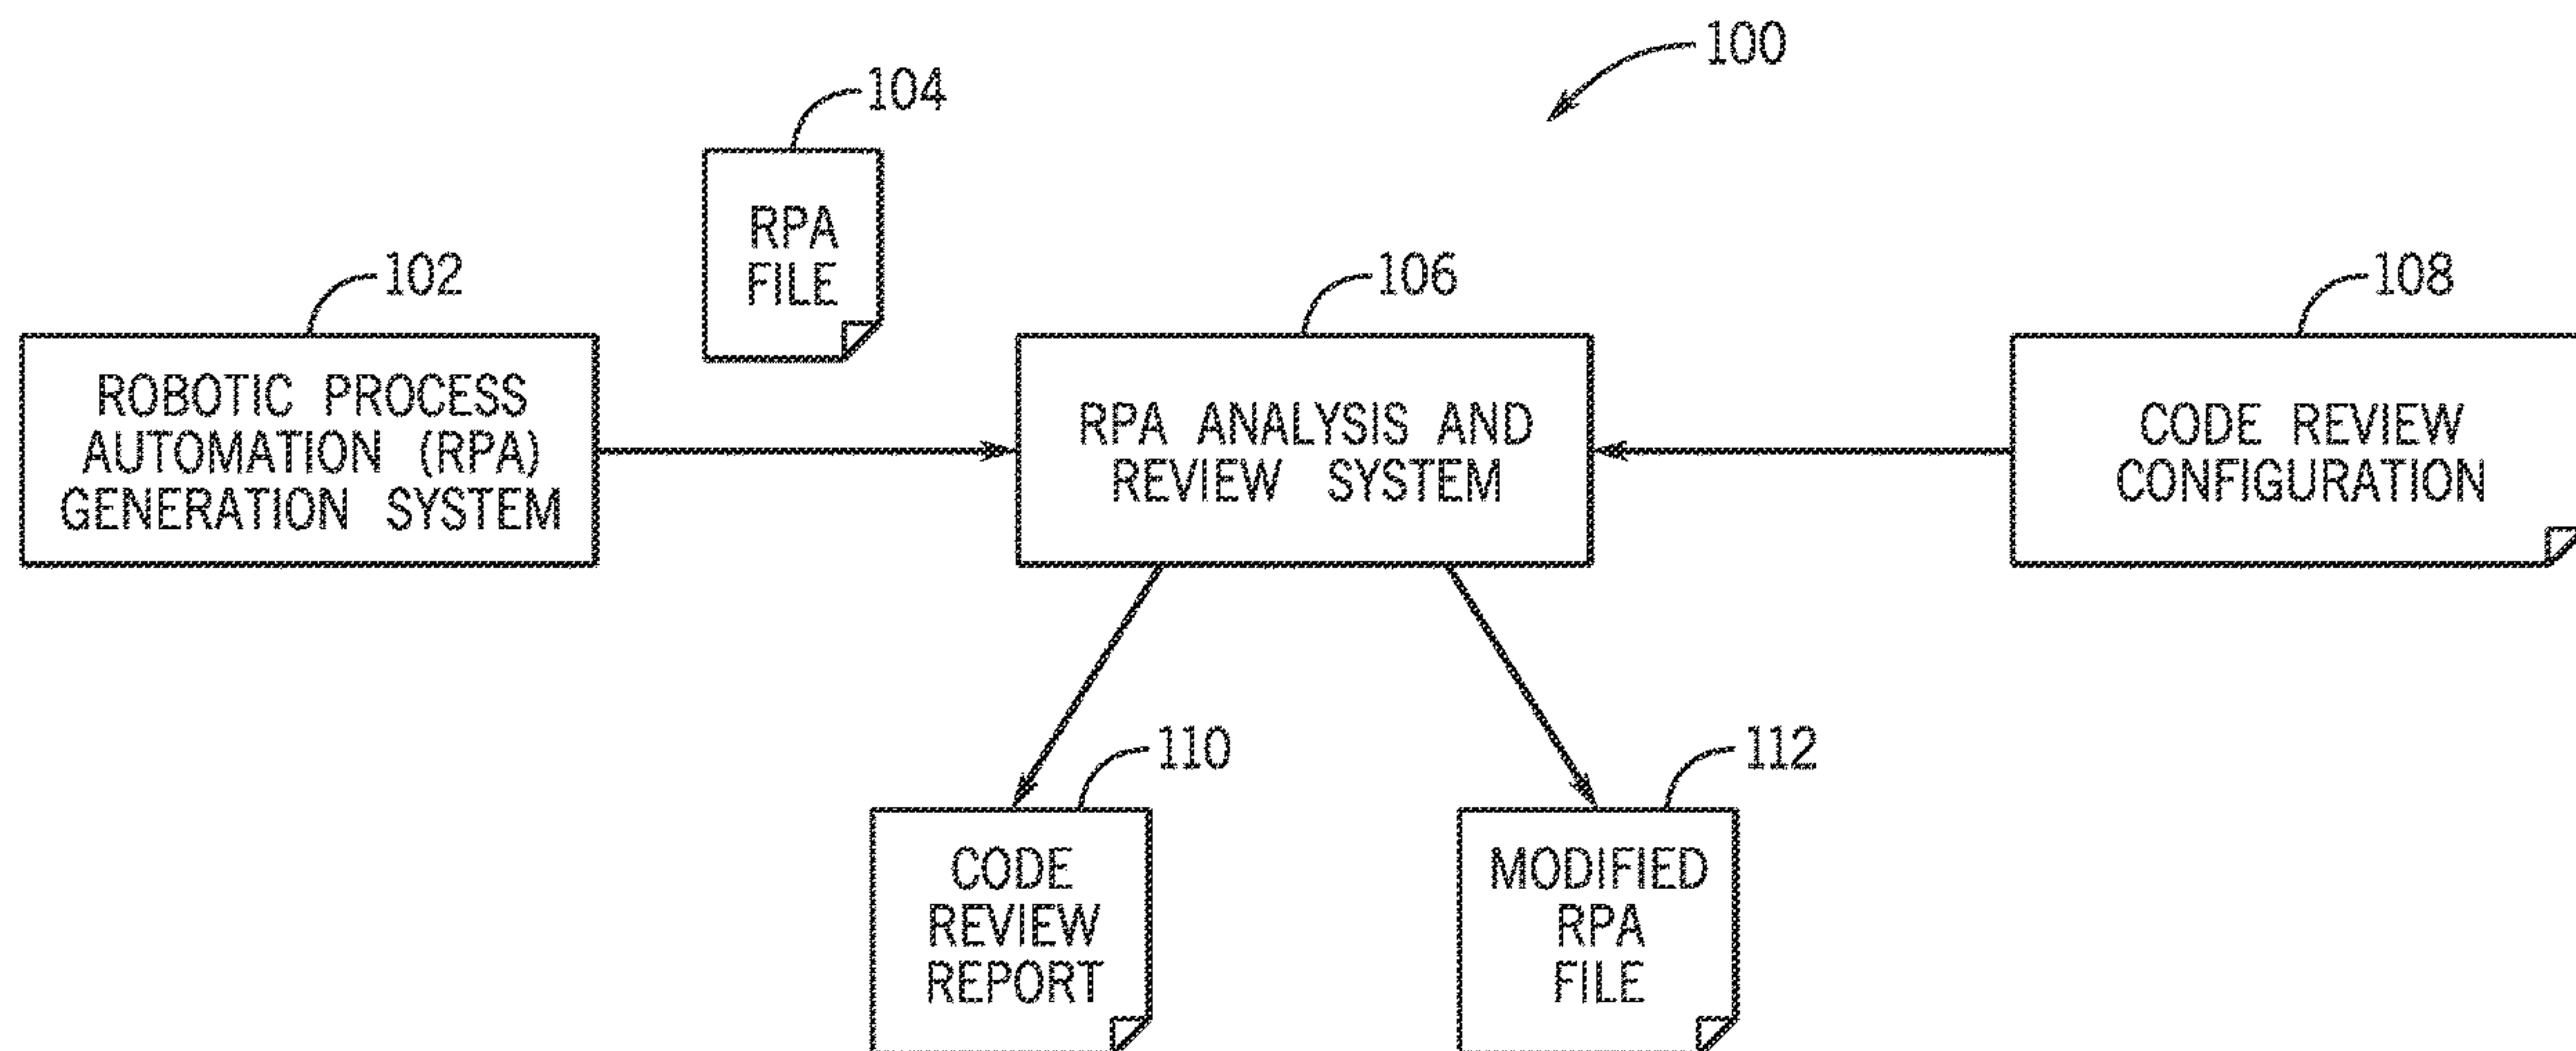 100
104
RPA
FILE
102
ROBOTIC PROCESS
AUTOMATION (RPA)
GENERATION SYSTEM
106
RPA ANALYSIS AND
REVIEW SYSTEM
108
CODE REVIEW
CONFIGURATION
110
CODE
REVIEW
REPORT
112
MODIFIED
RPA
FILE